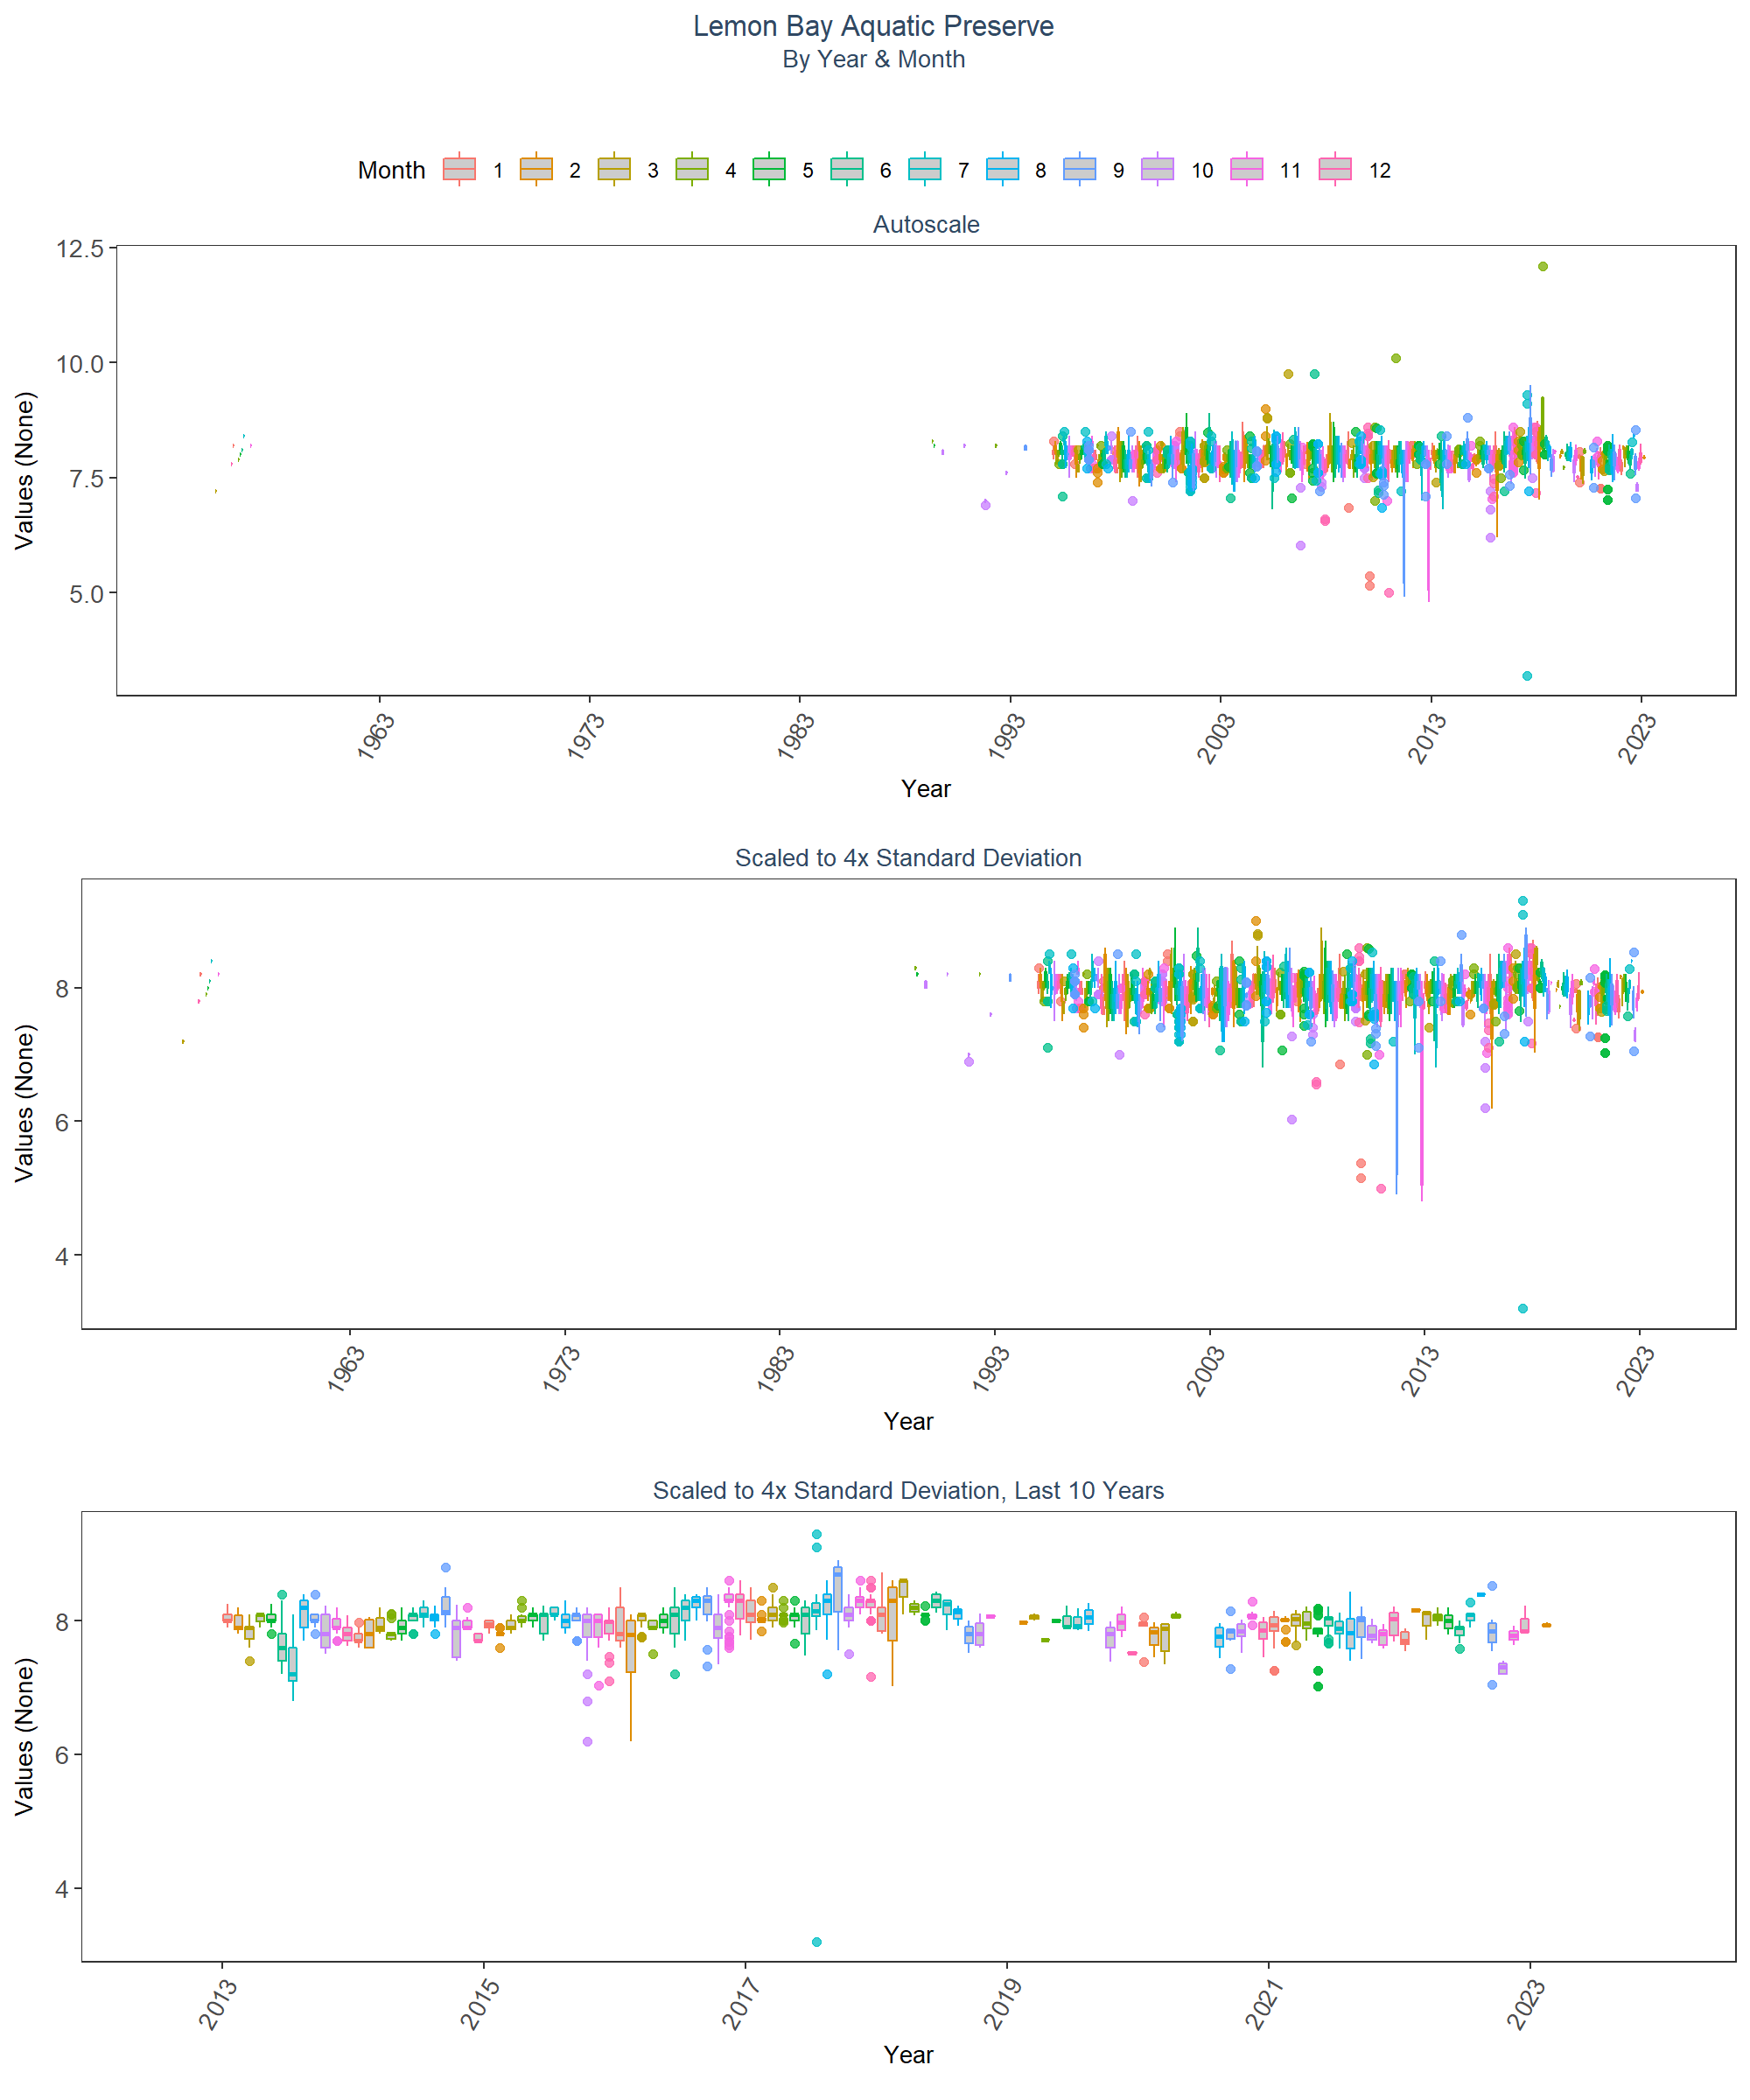 Lemon Bay Aquatic Preserve
By Year & Month
Month 1 2 3 4 5 6 7 8 9 10 11 12
Autoscale
12.5
10.0
7.5
5.0
Values (None)
1963 1973 1983 1993 2003 2013 2023
Year
Scaled to 4x Standard Deviation
8
6
4
Values (None)
1963 1973 1983 1993 2003 2013 2023
Year
Scaled to 4x Standard Deviation, Last 10 Years
8
6
4
Values (None)
2013 2015 2017 2019 2021 2023
Year